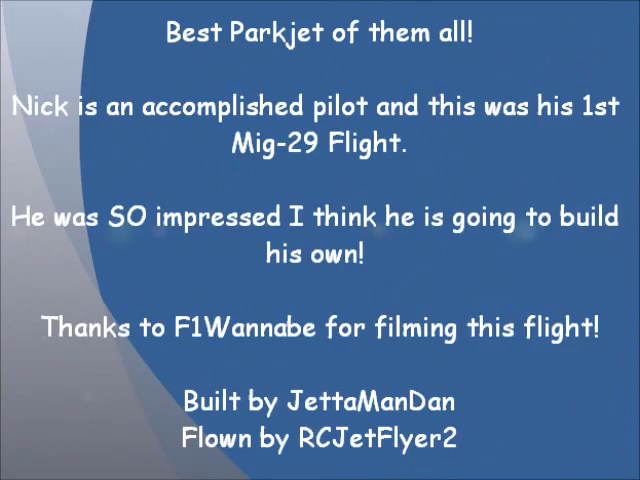 Best Parkjet of them all!
Nick is an accomplished pilot and this was his 1st
Mig-29 Flight.
He was SO impressed I think he is going to build
his own!
Thanks to F1Wannabe for filming this flight!
Built by JettaManDan
Flown by RCJetFlyer2